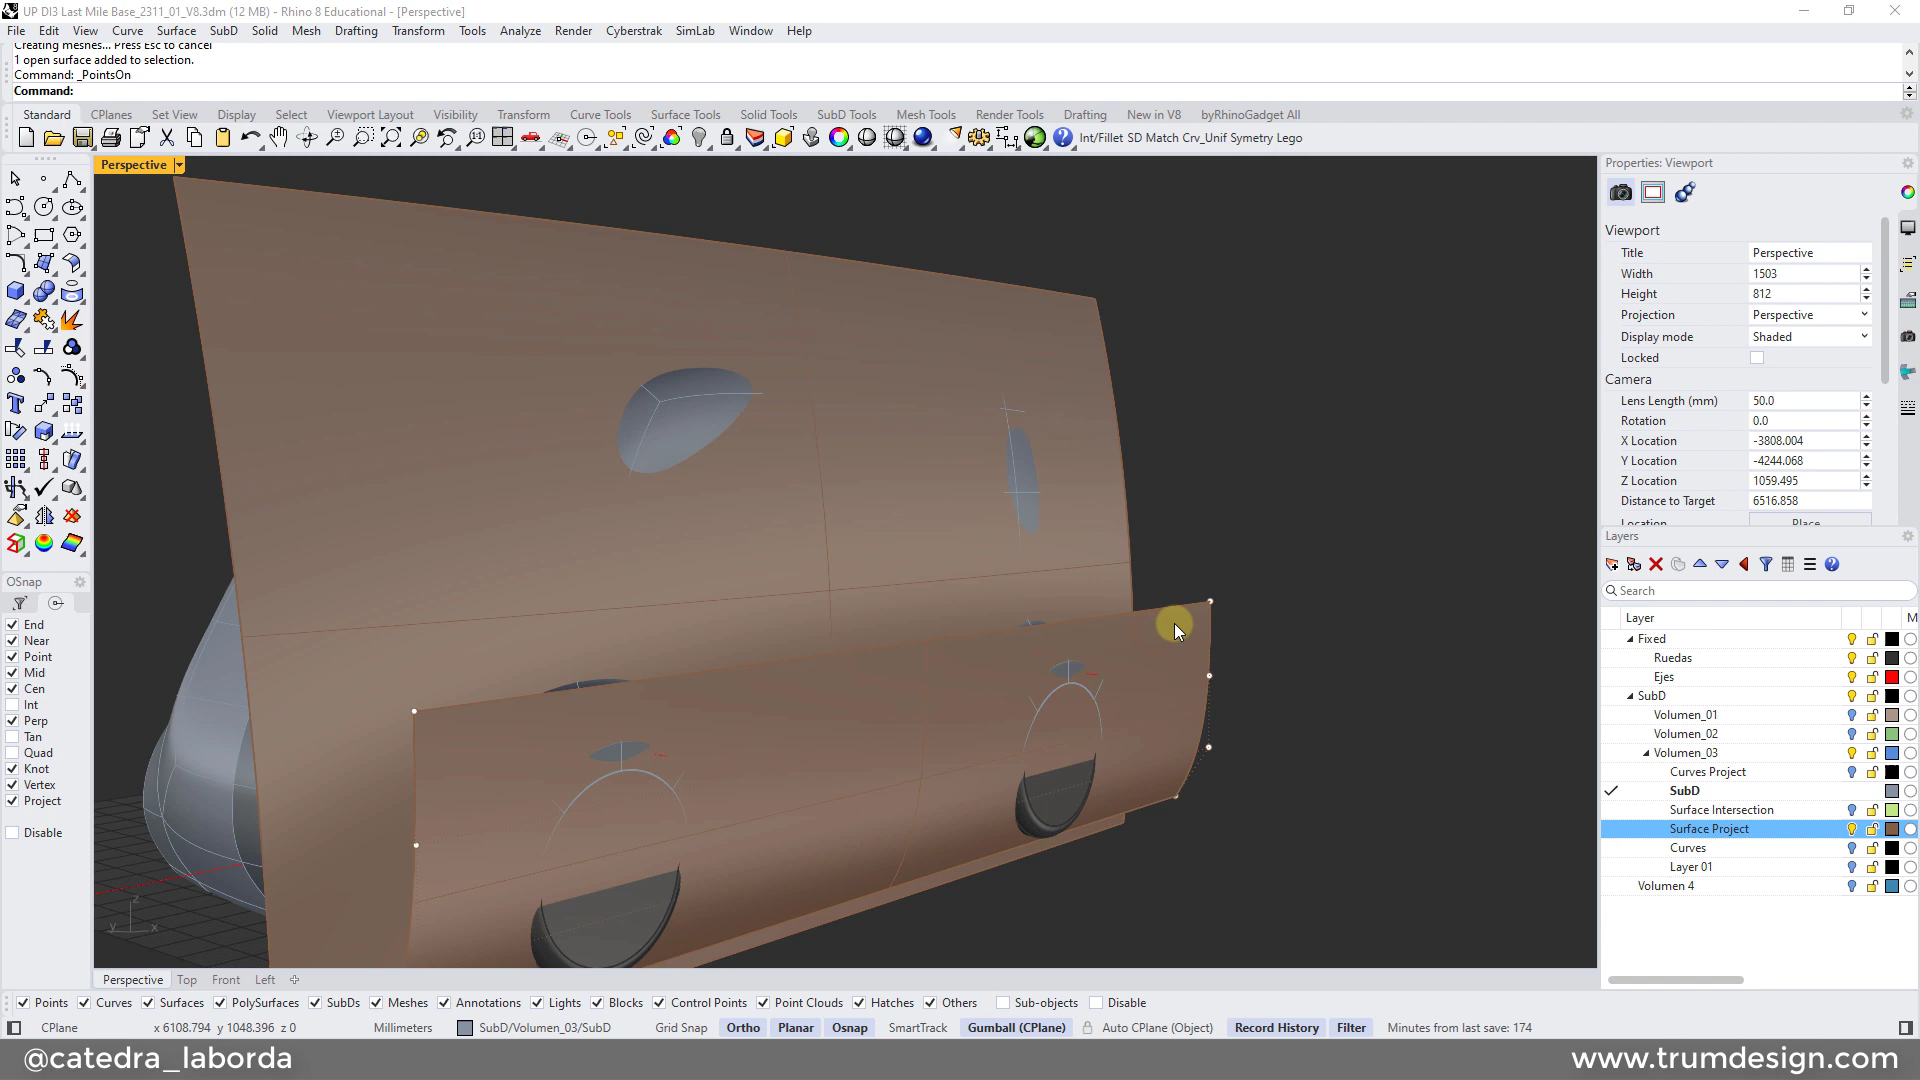 UP DI3 Last Mile Base_2311_01_V8.3dm (12 MB) - Rhino 8 Educational - [Perspective]
File Edit View Curve Surface SubD Solid Mesh Drafting Transform Tools Analyze Render Cyberstrak SimLab Window Help
Creating meshes... Press Esc to cancel
1 open surface added to selection.
Command: _PointsOn
Command:
Standard CPlanes Set View Display Select Viewport Layout Visibility Transform Curve Tools Surface Tools Solid Tools SubD Tools Mesh Tools Render Tools Drafting New in V8 byRhinoGadget All
Int/Fillet SD Match Crv_Unif Symetry Lego
Perspective
Properties: Viewport
Viewport
Title Perspective
Width 1503
Height 812
Projection Perspective
Display mode Shaded
Locked
Camera
Lens Length (mm) 50.0
Rotation 0.0
X Location -3808.004
Y Location -4244.068
Z Location 1059.495
Distance to Target 6516.858
Location Place
Layers
Search
Layer M
Fixed
Ruedas
Ejes
SubD
Volumen_01
Volumen_02
Volumen_03
Curves Project
SubD
Surface Intersection
Surface Project
Curves
Layer 01
Volumen 4
OSnap
End
Near
Point
Mid
Cen
Int
Perp
Tan
Quad
Knot
Vertex
Project
Disable
z
y x
Perspective Top Front Left
Points Curves Surfaces PolySurfaces SubDs Meshes Annotations Lights Blocks Control Points Point Clouds Hatches Others Sub-objects Disable
CPlane x 6108.794 y 1048.396 z 0 Millimeters SubD/Volumen_03/SubD Grid Snap Ortho Planar Osnap SmartTrack Gumball (CPlane) Auto CPlane (Object) Record History Filter Minutes from last save: 174
@catedra_laborda
www.trumdesign.com